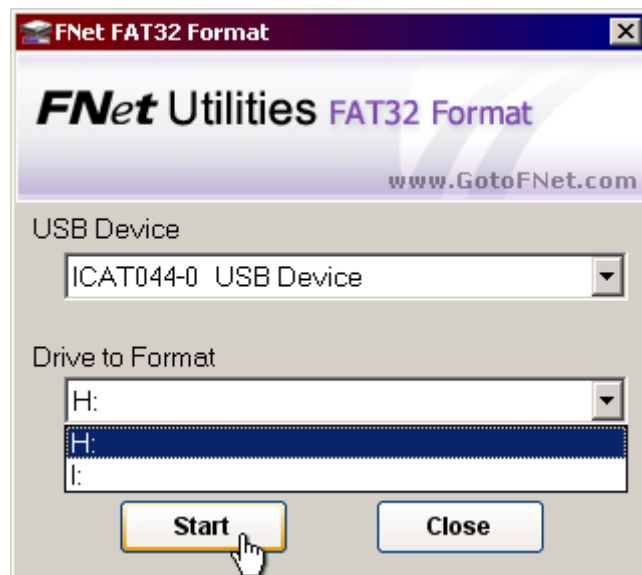 FNet FAT32 Format
FNet Utilities FAT32 Format
www.GotoFNet.com
USB Device
ICAT044-0 USB Device
Drive to Format
H:
H:
I:
Start Close